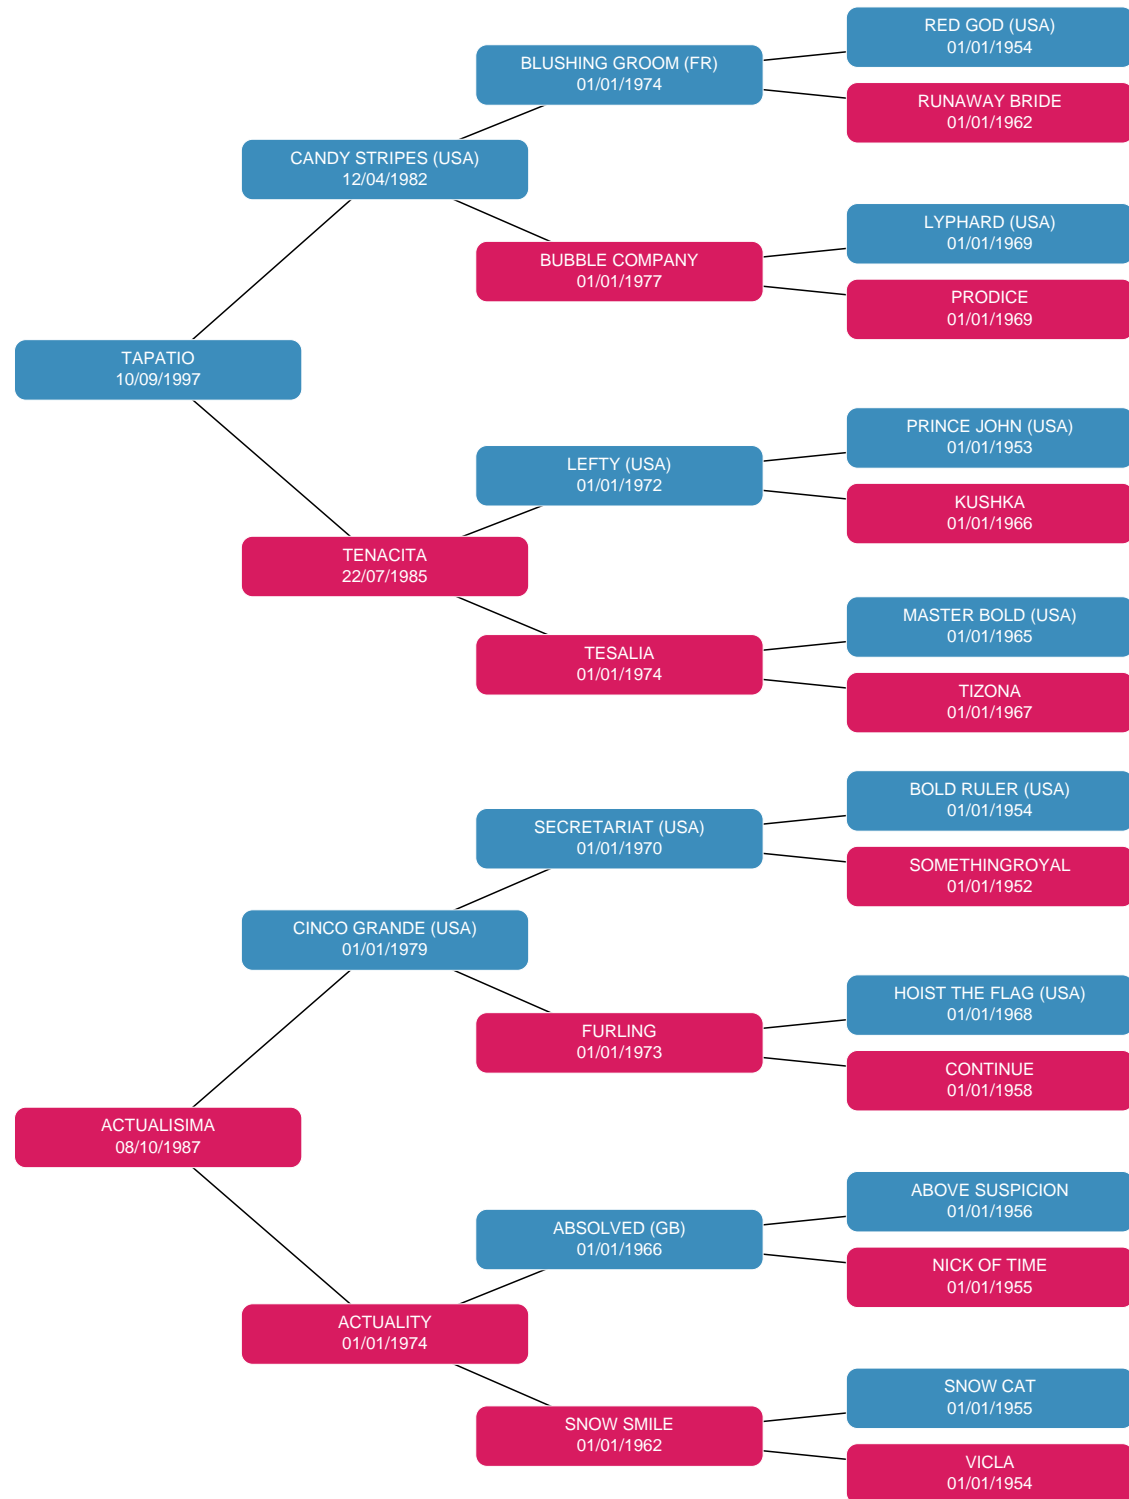 RED GOD (USA)
01/01/1954
BLUSHING GROOM (FR)
01/01/1974
RUNAWAY BRIDE
01/01/1962
CANDY STRIPES (USA)
12/04/1982
LYPHARD (USA)
01/01/1969
BUBBLE COMPANY
01/01/1977
PRODICE
01/01/1969
TAPATIO
10/09/1997
PRINCE JOHN (USA)
01/01/1953
LEFTY (USA)
01/01/1972
KUSHKA
01/01/1966
TENACITA
22/07/1985
MASTER BOLD (USA)
01/01/1965
TESALIA
01/01/1974
TIZONA
01/01/1967
BOLD RULER (USA)
01/01/1954
SECRETARIAT (USA)
01/01/1970
SOMETHINGROYAL
01/01/1952
CINCO GRANDE (USA)
01/01/1979
HOIST THE FLAG (USA)
01/01/1968
FURLING
01/01/1973
CONTINUE
01/01/1958
ACTUALISIMA
08/10/1987
ABOVE SUSPICION
01/01/1956
ABSOLVED (GB)
01/01/1966
NICK OF TIME
01/01/1955
ACTUALITY
01/01/1974
SNOW CAT
01/01/1955
SNOW SMILE
01/01/1962
VICLA
01/01/1954